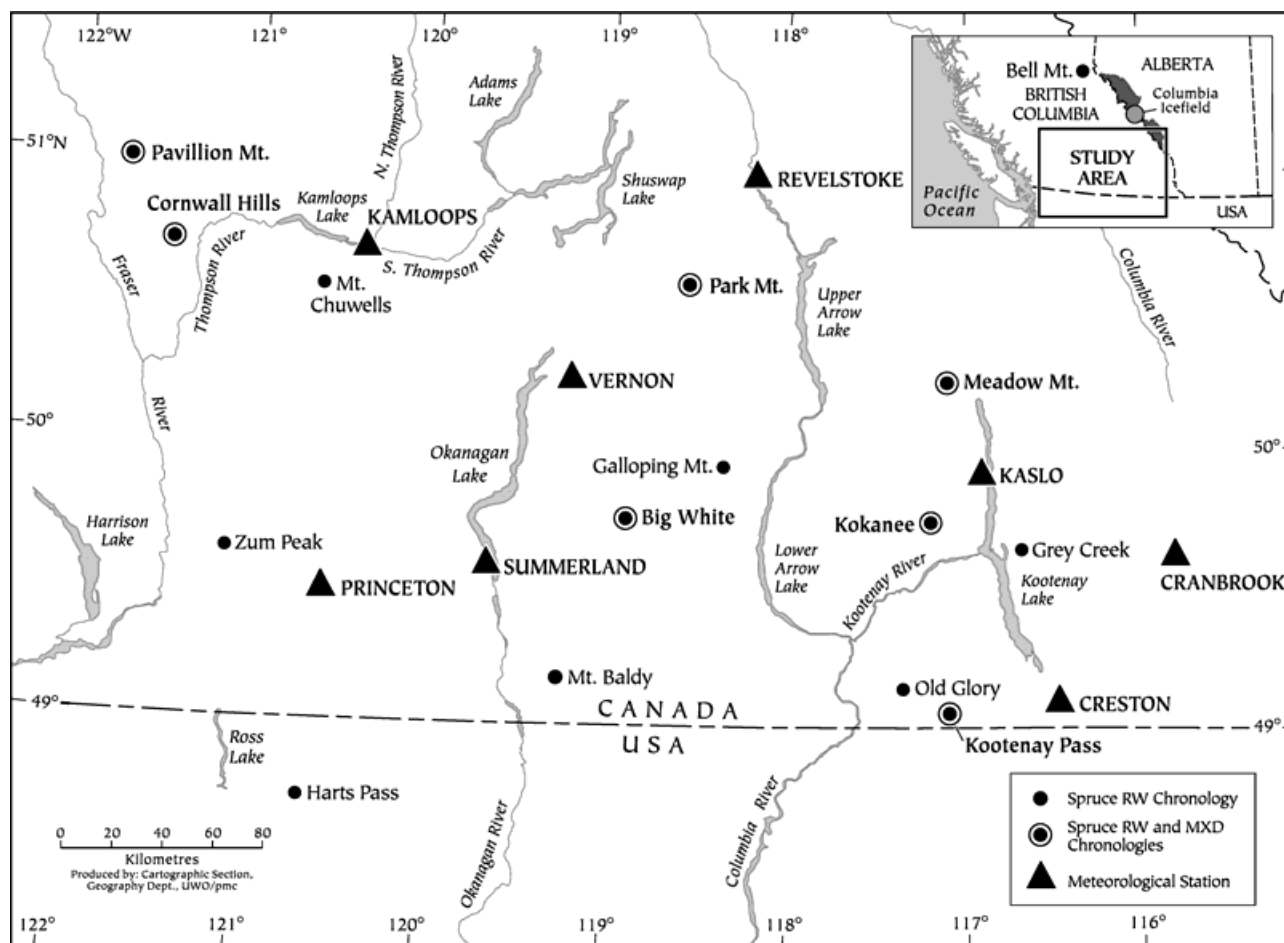 122°W
121°
120°
119°
118°
Bell Mt.
ALBERTA
BRITISH
COLUMBIA
Columbia
Icefield
STUDY
AREA
Pacific
Ocean
USA
51°N
Pavillion Mt.
Cornwall Hills
Adams
Lake
N. Thompson River
Kamloops
Lake
KAMLOOPS
Shuswap
Lake
REVELSTOKE
S. Thompson River
Thompson River
Fraser
River
Mt.
Chuwells
Park Mt.
Upper
Arrow
Lake
Columbia River
VERNON
Meadow Mt.
50°
50°
Okanagan
Lake
Galloping Mt.
KASLO
Harrison
Lake
Zum Peak
Big White
Kokanee
Grey Creek
PRINCETON
SUMMERLAND
Lower
Arrow
Lake
Kootenay River
Kootenay
Lake
CRANBROOK
Mt. Baldy
Old Glory
CRESTON
49°
CANADA
USA
49°
Kootenay Pass
Ross
Lake
Harts Pass
Okanagan River
Columbia River
0 20 40 60 80
Kilometres
Produced by: Cartographic Section,
Geography Dept., UWO/pmc
Spruce RW Chronology
Spruce RW and MXD
Chronologies
Meteorological Station
122°
121°
120°
119°
118°
117°
116°